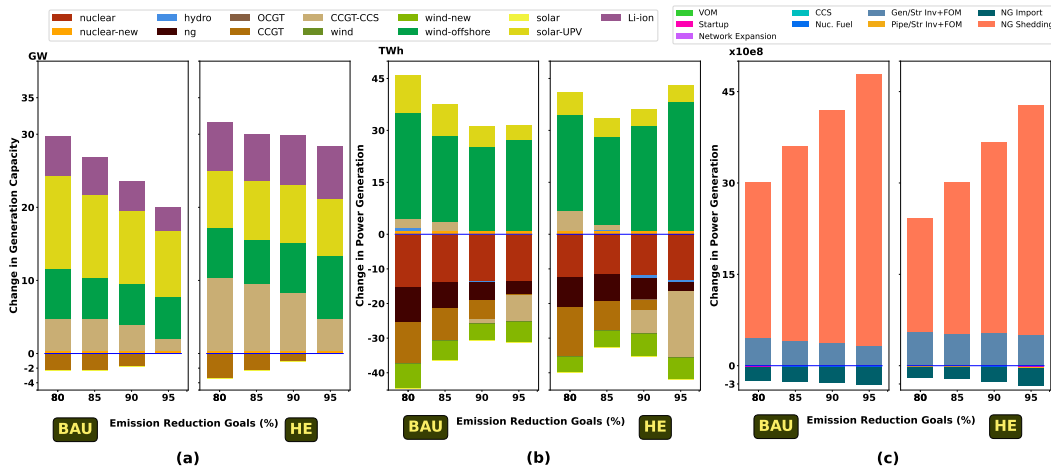 nuclear hydro OCGT CCGT-CCS wind-new solar Li-ion
nuclear-new ng CCGT wind wind-offshore solar-UPV
VOM CCS Gen/Str Inv+FOM NG Import
Startup Nuc. Fuel Pipe/Str Inv+FOM NG Shedding
Network Expansion
GW
Change in Generation Capacity
35
30
20
10
0
-2
-4
80 85 90 95
80 85 90 95
Emission Reduction Goals (%)
BAU HE
(a)
TWh
Change in Power Generation
45
30
15
0
-10
-20
-30
-40
80 85 90 95
80 85 90 95
Emission Reduction Goals (%)
BAU HE
(b)
x10e8
Change in Power Generation
45
30
15
0
-3
80 85 90 95
80 85 90 95
Emission Reduction Goals (%)
BAU HE
(c)